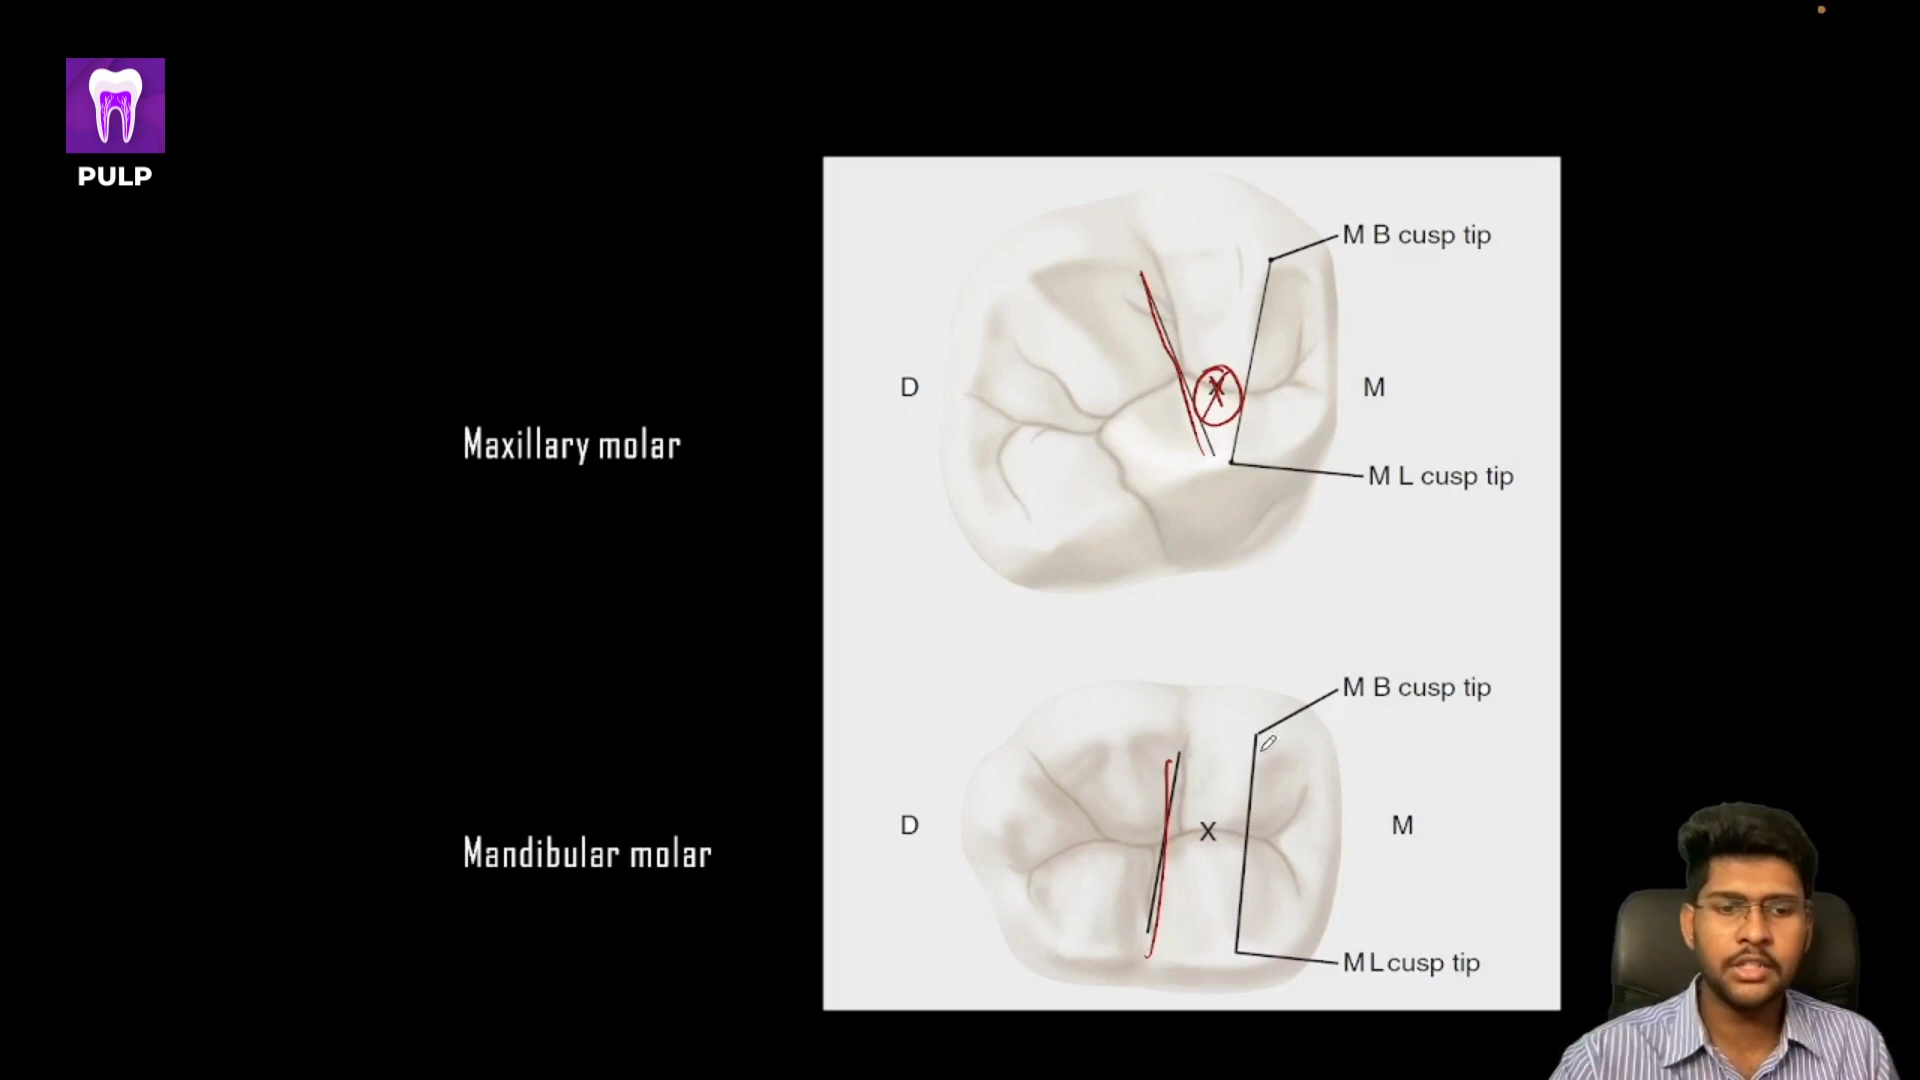 PULP
M B cusp tip
D
X
M
Maxillary molar
M L cusp tip
M B cusp tip
D
X
M
Mandibular molar
M L cusp tip